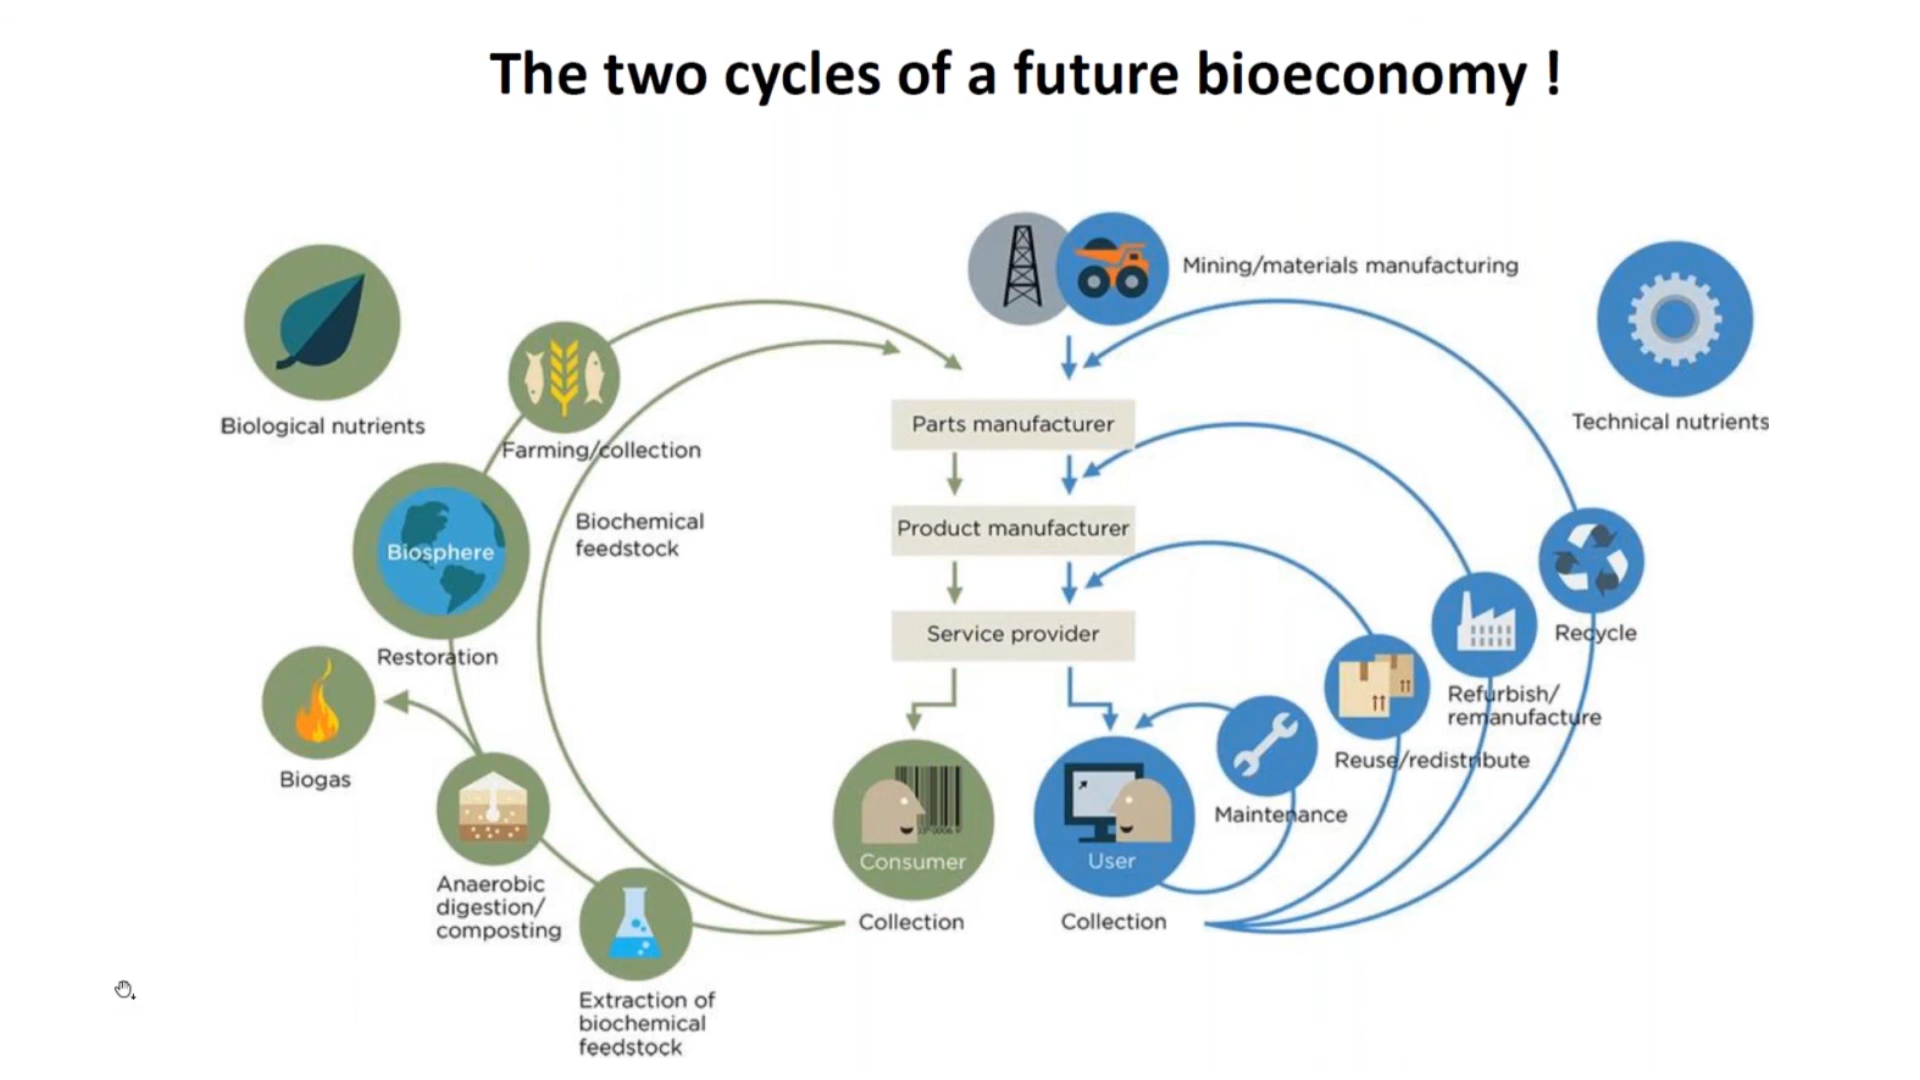 The two cycles of a future bioeconomy !
Mining/materials manufacturing
Biological nutrients
Technical nutrients
Farming/collection
Biochemical
feedstock
Biosphere
Restoration
Biogas
Anaerobic
digestion/
composting
Extraction of
biochemical
feedstock
Parts manufacturer
Product manufacturer
Service provider
Consumer
Collection
User
Collection
Maintenance
Reuse/redistribute
Refurbish/
remanufacture
Recycle